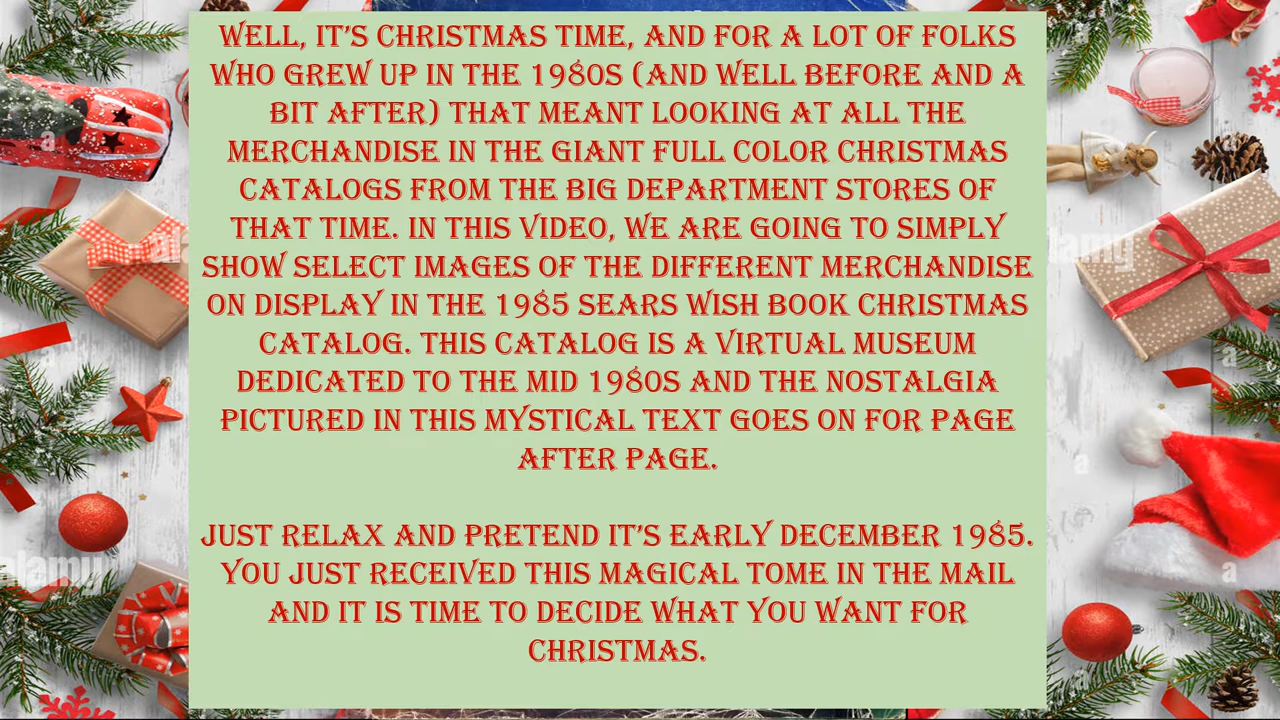 WELL, IT'S CHRISTMAS TIME, AND FOR A LOT OF FOLKS
WHO GREW UP IN THE 1980S (AND WELL BEFORE AND A
BIT AFTER) THAT MEANT LOOKING AT ALL THE
MERCHANDISE IN THE GIANT FULL COLOR CHRISTMAS
CATALOGS FROM THE BIG DEPARTMENT STORES OF
THAT TIME. IN THIS VIDEO, WE ARE GOING TO SIMPLY
SHOW SELECT IMAGES OF THE DIFFERENT MERCHANDISE
ON DISPLAY IN THE 1985 SEARS WISH BOOK CHRISTMAS
CATALOG. THIS CATALOG IS A VIRTUAL MUSEUM
DEDICATED TO THE MID 1980S AND THE NOSTALGIA
PICTURED IN THIS MYSTICAL TEXT GOES ON FOR PAGE
AFTER PAGE.
JUST RELAX AND PRETEND IT'S EARLY DECEMBER 1985.
YOU JUST RECEIVED THIS MAGICAL TOME IN THE MAIL
AND IT IS TIME TO DECIDE WHAT YOU WANT FOR
CHRISTMAS.
alamy
a